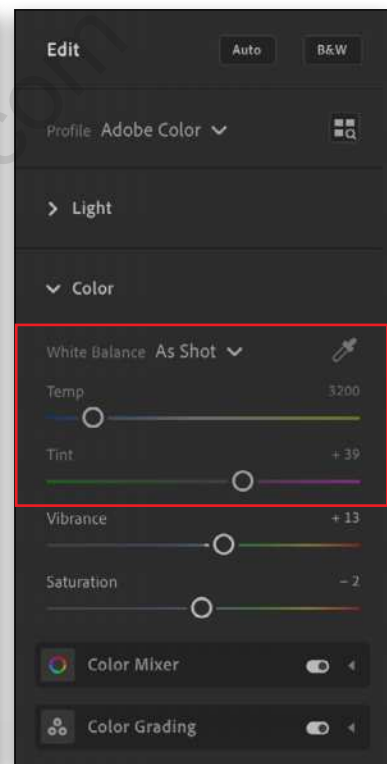 Edit Auto B&W
Profile Adobe Color
Light
Color
White Balance As Shot
Temp 3200
Tint + 39
Vibrance + 13
Saturation - 2
Color Mixer
Color Grading
com